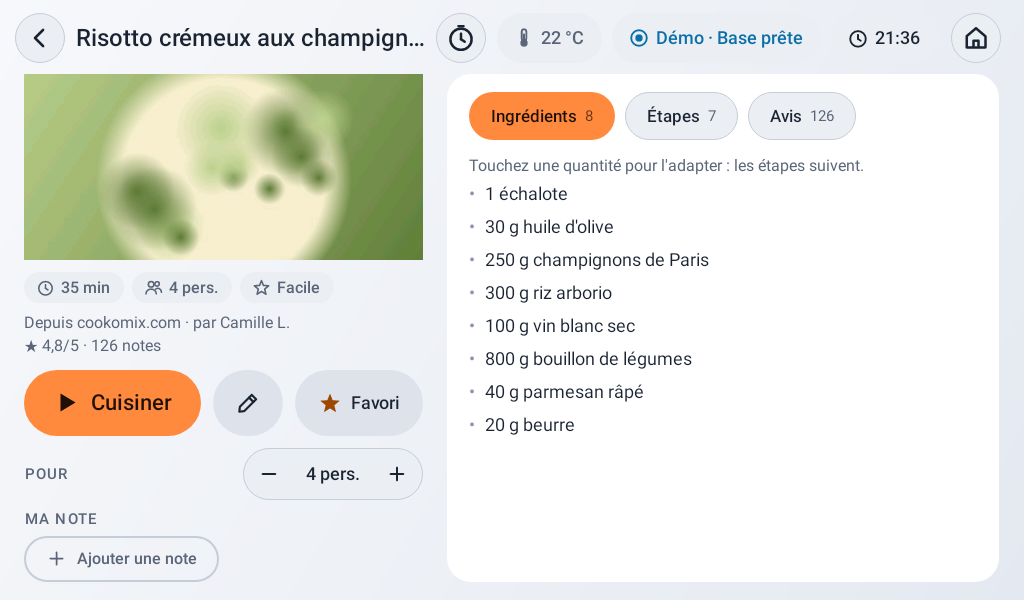 Risotto crémeux aux champign…
22 °C
Démo · Base prête
21:36
35 min
4 pers.
Facile
Depuis cookomix.com · par Camille L.
★ 4,8/5 · 126 notes
Cuisiner
Favori
POUR
− 4 pers. +
MA NOTE
+ Ajouter une note
Ingrédients 8
Étapes 7
Avis 126
Touchez une quantité pour l'adapter : les étapes suivent.
• 1 échalote
• 30 g huile d'olive
• 250 g champignons de Paris
• 300 g riz arborio
• 100 g vin blanc sec
• 800 g bouillon de légumes
• 40 g parmesan râpé
• 20 g beurre